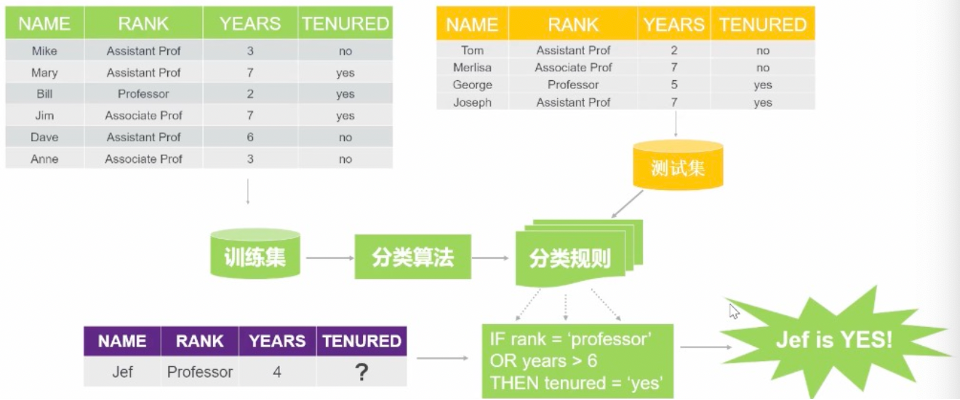 NAME RANK YEARS TENURED
Mike Assistant Prof 3 no
Mary Assistant Prof 7 yes
Bill Professor 2 yes
Jim Associate Prof 7 yes
Dave Assistant Prof 6 no
Anne Associate Prof 3 no
NAME RANK YEARS TENURED
Tom Assistant Prof 2 no
Merlisa Associate Prof 7 no
George Professor 5 yes
Joseph Assistant Prof 7 yes
测试集
训练集
分类算法
分类规则
NAME RANK YEARS TENURED
Jef Professor 4 ?
IF rank = ‘professor’
OR years > 6
THEN tenured = ‘yes’
Jef is YES!